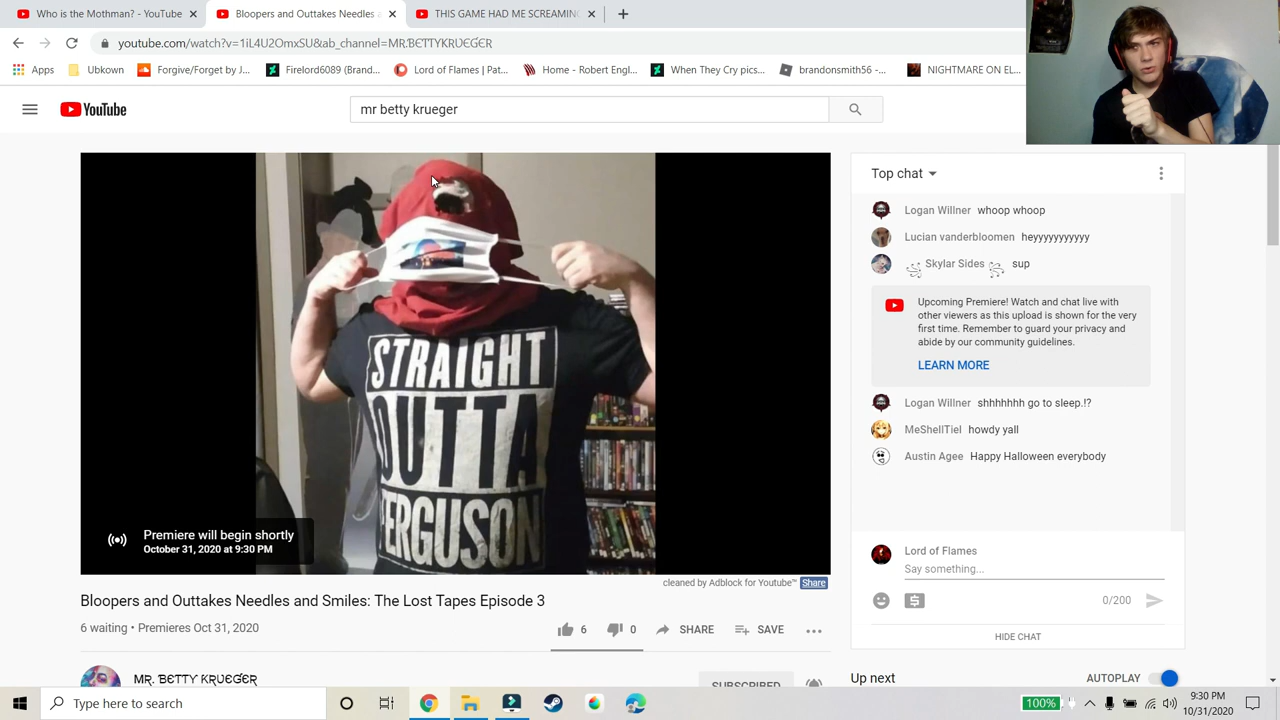 Who is the Mothman? - YouTube
Bloopers and Outtakes Needles a
THIS GAME HAD ME SCREAMING
youtube.com/watch?v=1iL4U2OmxSU&ab_channel=MR.ƁEƬƬYKRUEGER
Apps
Ubkown
Forgive/Forget by J...
Firelord6089 (Brand...
Lord of Flames | Pat...
Home - Robert Engl...
When They Cry pics...
brandonsmith56 -...
NIGHTMARE ON EL...
YouTube
mr betty krueger
STRAIGHT
OUTTA
FERGUSON
Premiere will begin shortly
October 31, 2020 at 9:30 PM
cleaned by Adblock for Youtube™ Share
Bloopers and Outtakes Needles and Smiles: The Lost Tapes Episode 3
6 waiting • Premieres Oct 31, 2020
6
0
SHARE
SAVE
MR. ƁEƬƬY KRUEGER
SUBSCRIBED
Top chat
Logan Willner whoop whoop
Lucian vanderbloomen heyyyyyyyyyyy
Skylar Sides sup
Upcoming Premiere! Watch and chat live with
other viewers as this upload is shown for the very
first time. Remember to guard your privacy and
abide by our community guidelines.
LEARN MORE
Logan Willner shhhhhhh go to sleep.!?
MeShellTiel howdy yall
Austin Agee Happy Halloween everybody
Lord of Flames
Say something...
0/200
HIDE CHAT
Up next
AUTOPLAY
Type here to search
100%
9:30 PM
10/31/2020